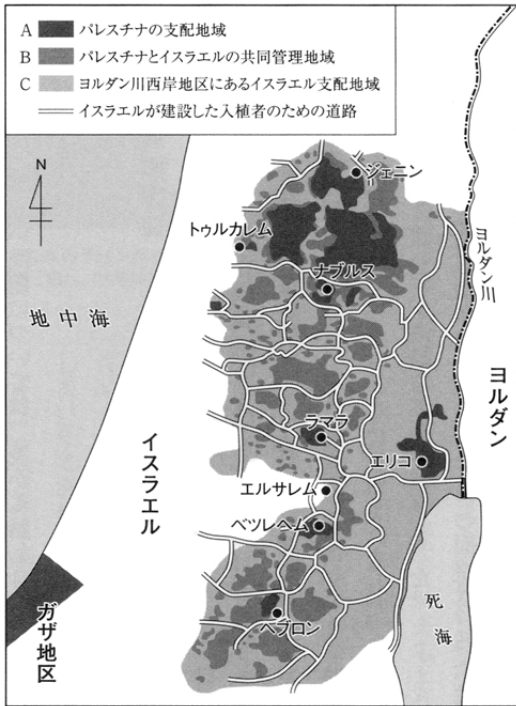 A パレスチナの支配地域
B パレスチナとイスラエルの共同管理地域
C ヨルダン川西岸地区にあるイスラエル支配地域
イスラエルが建設した入植者のための道路
N
ジェニン
トゥルカレム
ヨルダン川
ナブルス
地中海
ヨルダン
ラマラ
エリコ
イスラエル
エルサレム
ベツレヘム
ガザ地区
死海
ヘブロン